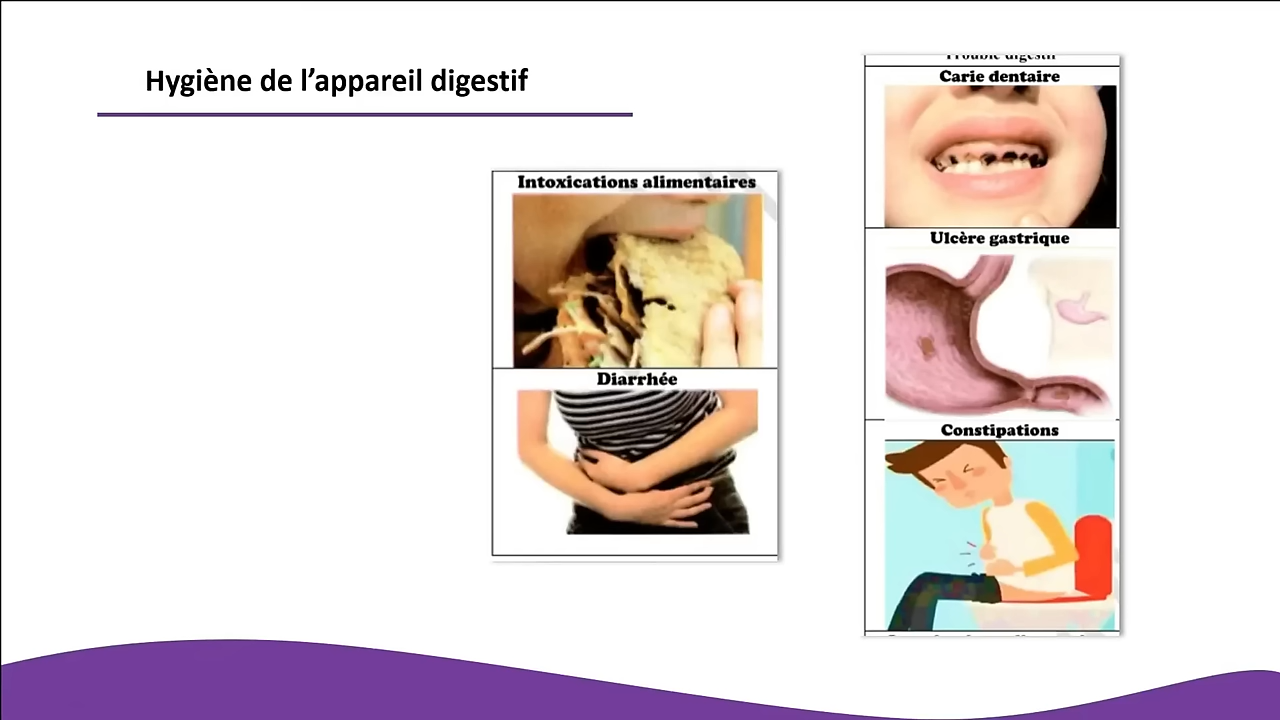 Hygiène de l’appareil digestif
Intoxications alimentaires
Diarrhée
Trouble digestif
Carie dentaire
Ulcère gastrique
Constipations